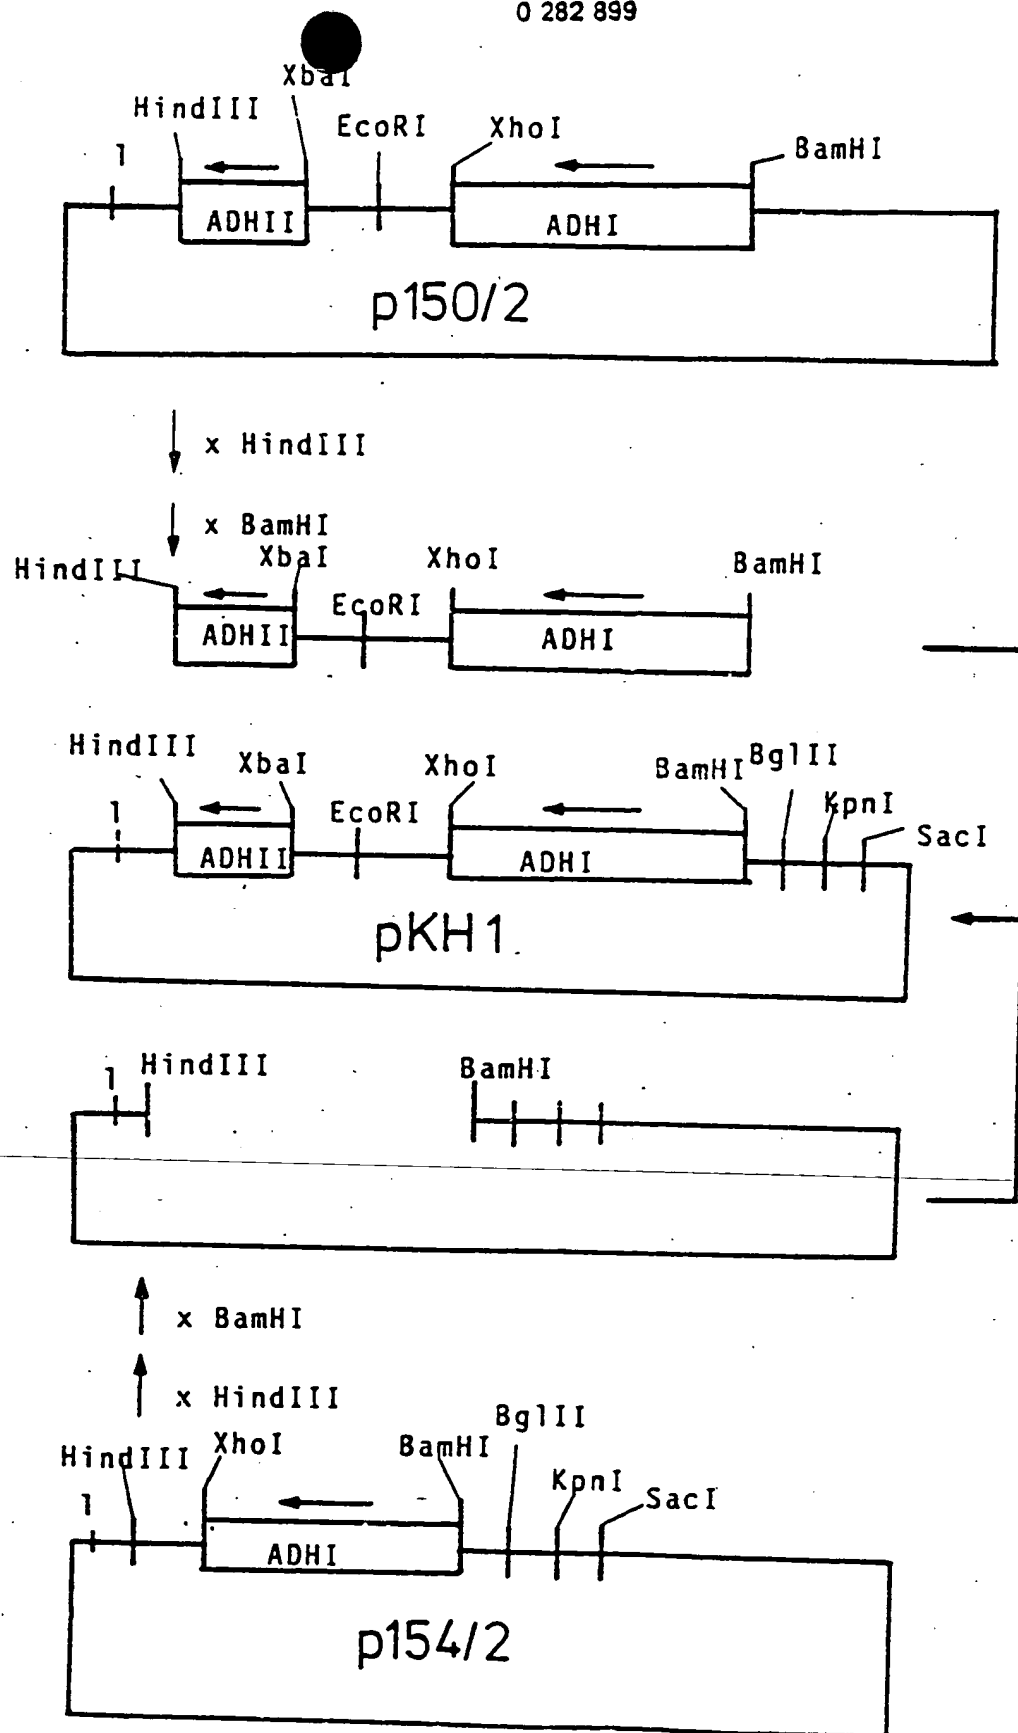 0 282 899
XbaI
HindIII
EcoRI
XhoI
BamHI
1
ADHII
ADHI
p150/2
x HindIII
x BamHI
HindIII
XbaI
XhoI
BamHI
EcoRI
ADHII
ADHI
HindIII
XbaI
XhoI
BamHI
BglII
1
EcoRI
KpnI
SacI
ADHII
ADHI
pKH1
1
HindIII
BamHI
x BamHI
x HindIII
BglII
HindIII
XhoI
BamHI
KpnI
SacI
1
ADHI
p154/2